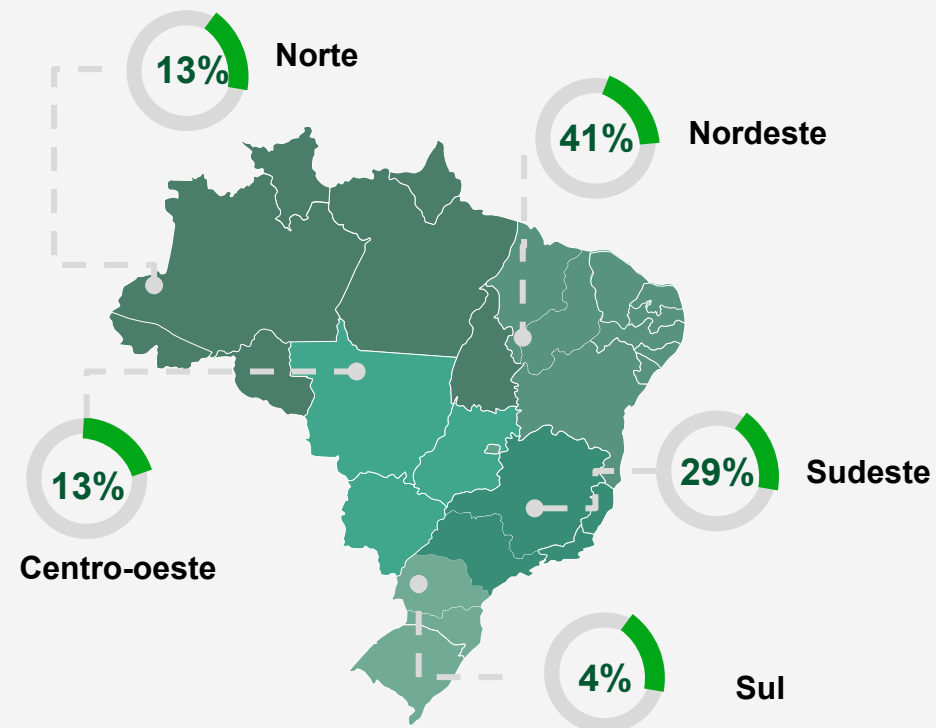 13%
Norte
41%
Nordeste
13%
Centro-oeste
29%
Sudeste
4%
Sul